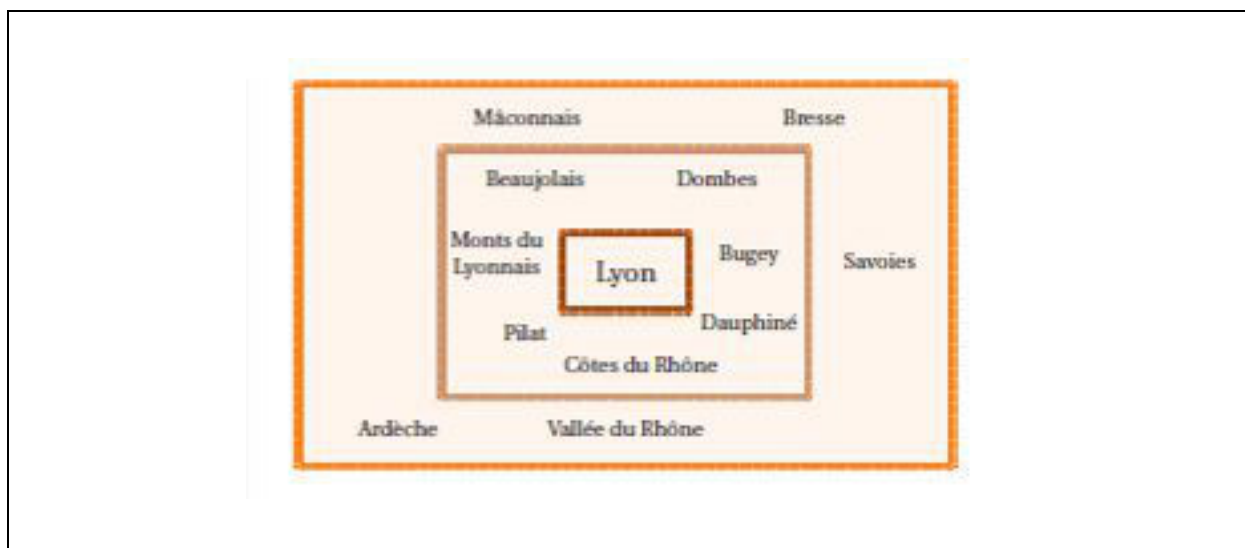 Mâconnais
Bresse
Beaujolais
Dombes
Monts du
Lyonnais
Lyon
Bugey
Savoies
Pilat
Dauphiné
Côtes du Rhône
Ardèche
Vallée du Rhône